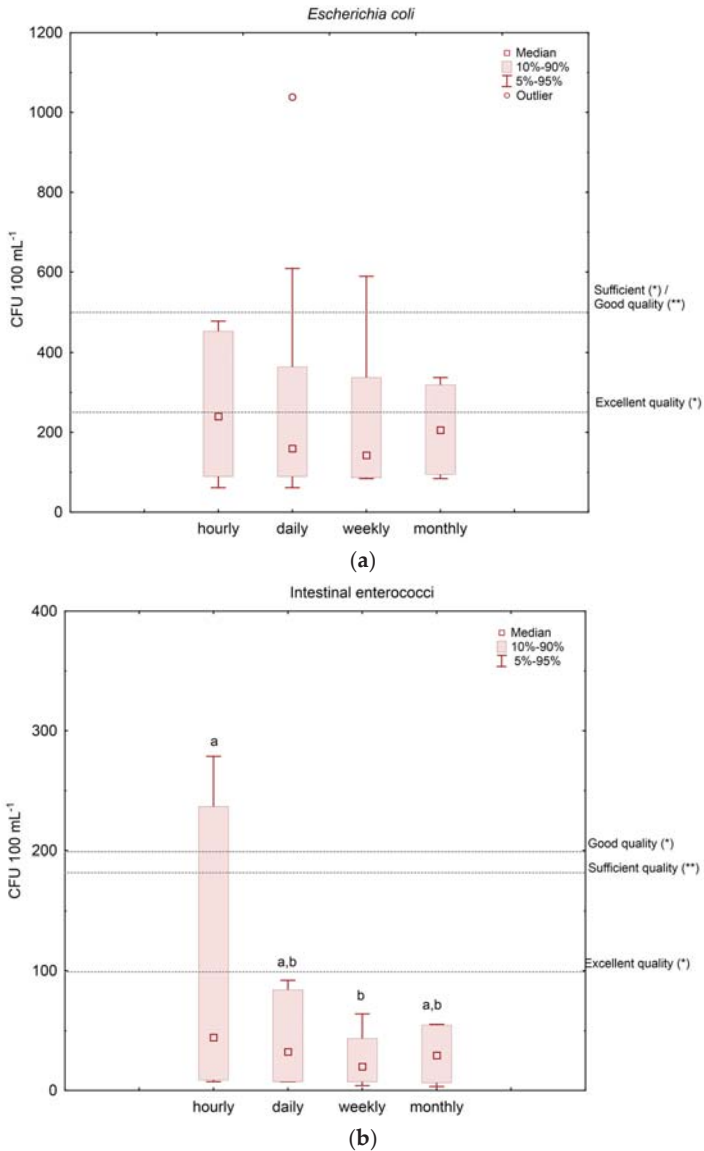 Escherichia coli
1200
1000
800
600
400
200
0
CFU 100 mL-1
Median
10%-90%
5%-95%
Outlier
Sufficient (*) /
Good quality (**)
Excellent quality (*)
hourly daily weekly monthly
(a)
Intestinal enterococci
400
300
200
100
0
CFU 100 mL-1
Median
10%-90%
5%-95%
a
a,b
b
a,b
Good quality (*)
Sufficient quality (**)
Excellent quality (*)
hourly daily weekly monthly
(b)